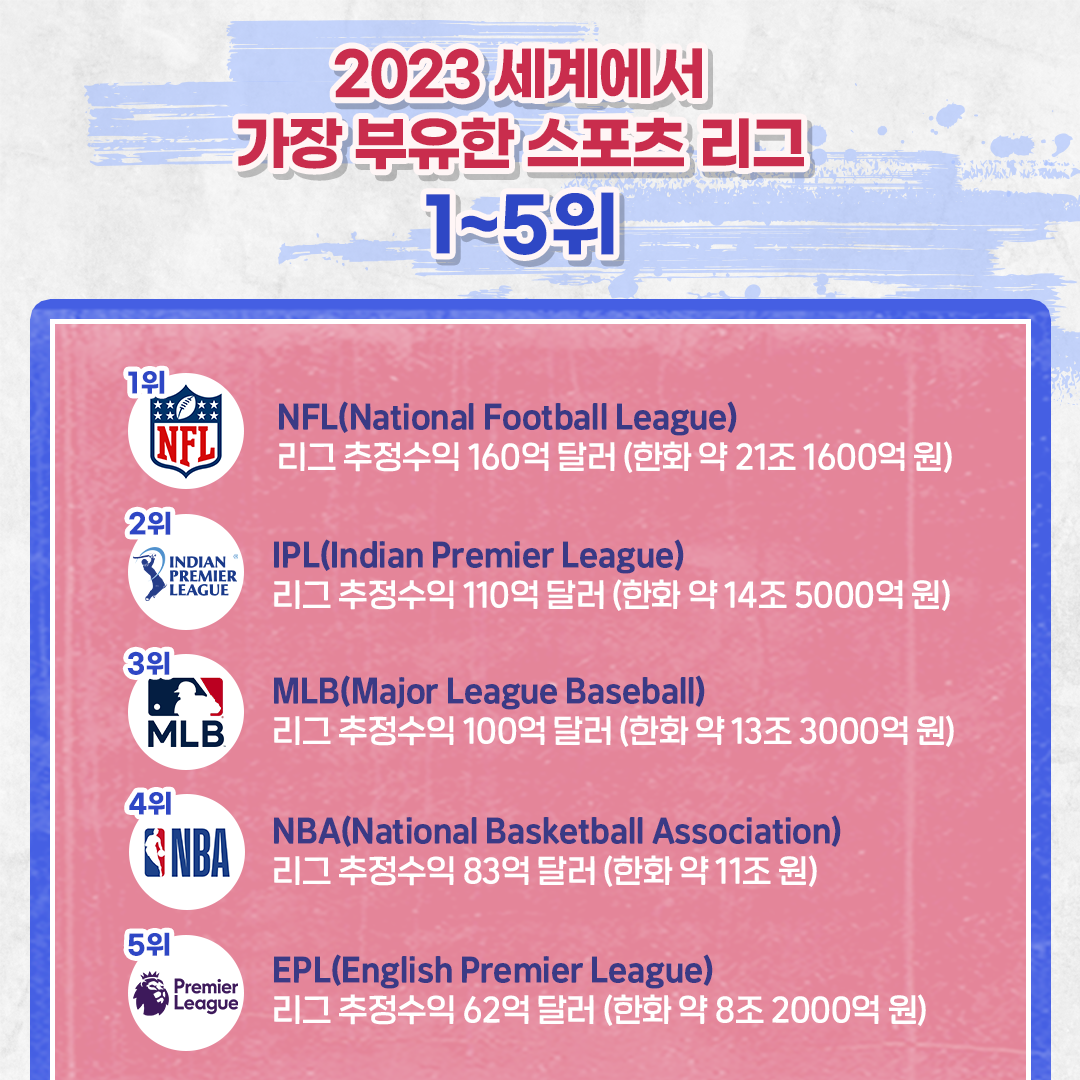 2023 세계에서
가장 부유한 스포츠 리그
1~5위
1위
NFL
NFL(National Football League)
리그 추정수익 160억 달러 (한화 약 21조 1600억 원)
2위
INDIAN
PREMIER
LEAGUE
®
IPL(Indian Premier League)
리그 추정수익 110억 달러 (한화 약 14조 5000억 원)
3위
MLB
MLB(Major League Baseball)
리그 추정수익 100억 달러 (한화 약 13조 3000억 원)
4위
NBA
NBA(National Basketball Association)
리그 추정수익 83억 달러 (한화 약 11조 원)
5위
Premier
League
EPL(English Premier League)
리그 추정수익 62억 달러 (한화 약 8조 2000억 원)